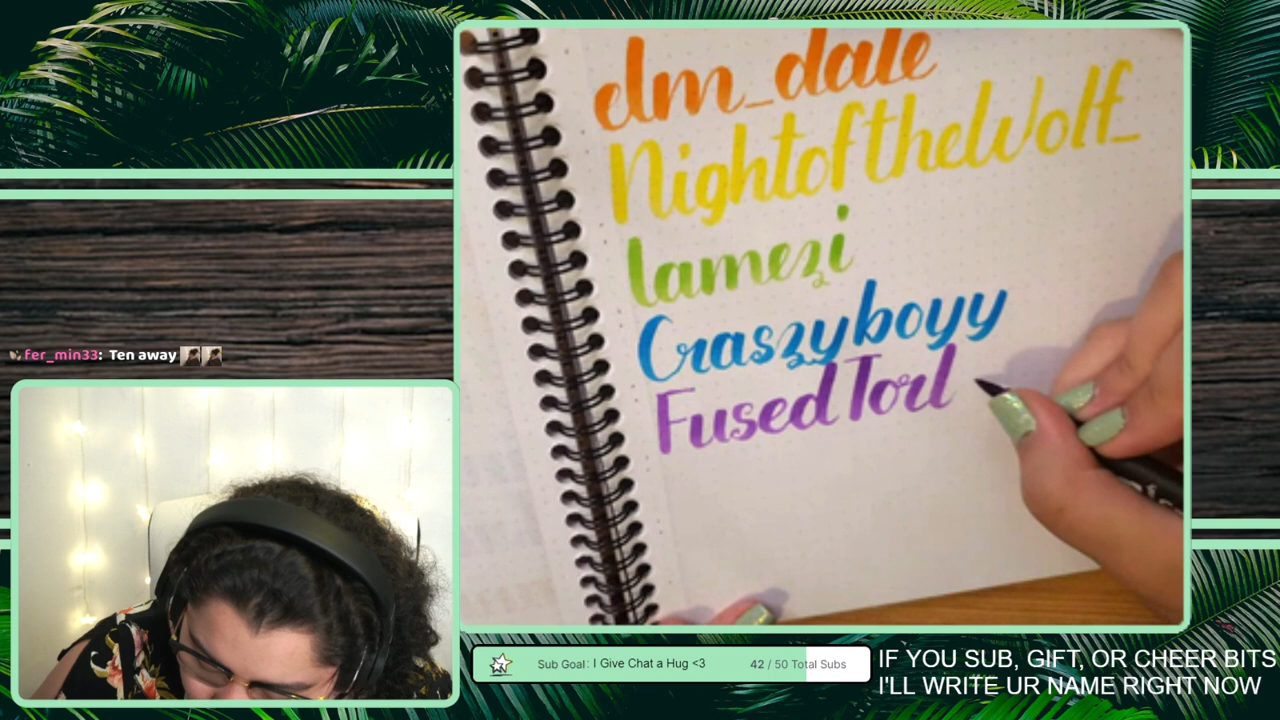 dm_dale
NightoftheWolf_
lamezi
Craszyboyy
FusedTorl
fer_min33: Ten away
Sub Goal: I Give Chat a Hug <3
42 / 50 Total Subs
IF YOU SUB, GIFT, OR CHEER BITS
I'LL WRITE UR NAME RIGHT NOW